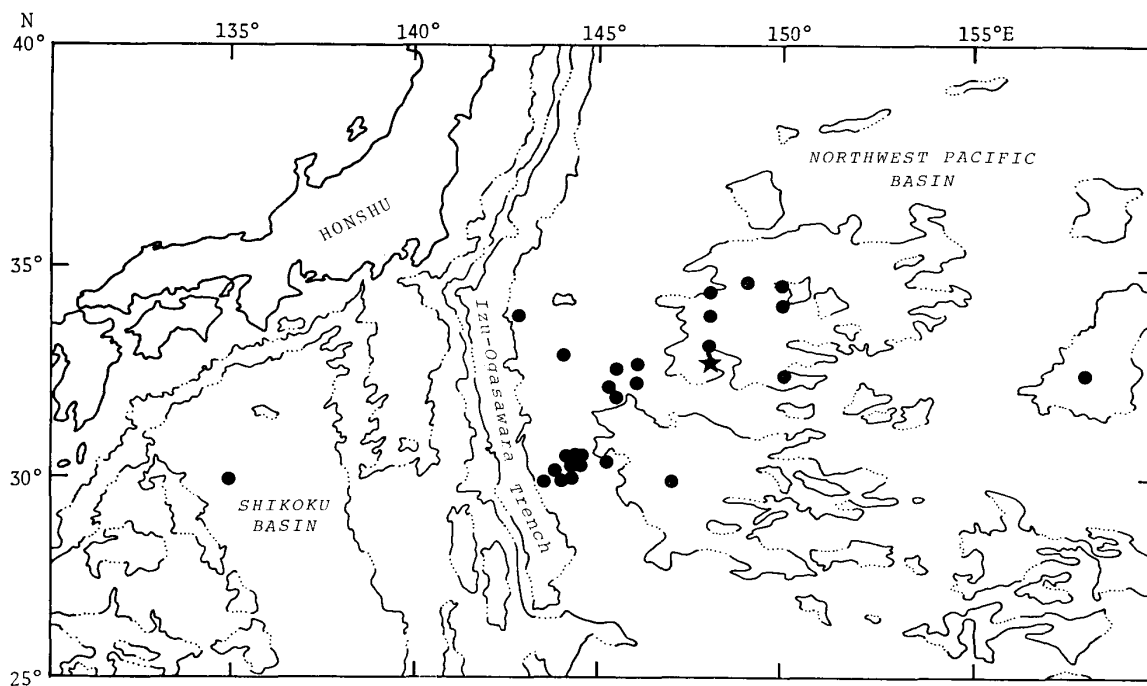 N
135° 140° 145° 150° 155°E
40°
NORTHWEST PACIFIC
BASIN
HONSHU
35°
Izu-Ogasawara Trench
30°
SHIKOKU
BASIN
25°